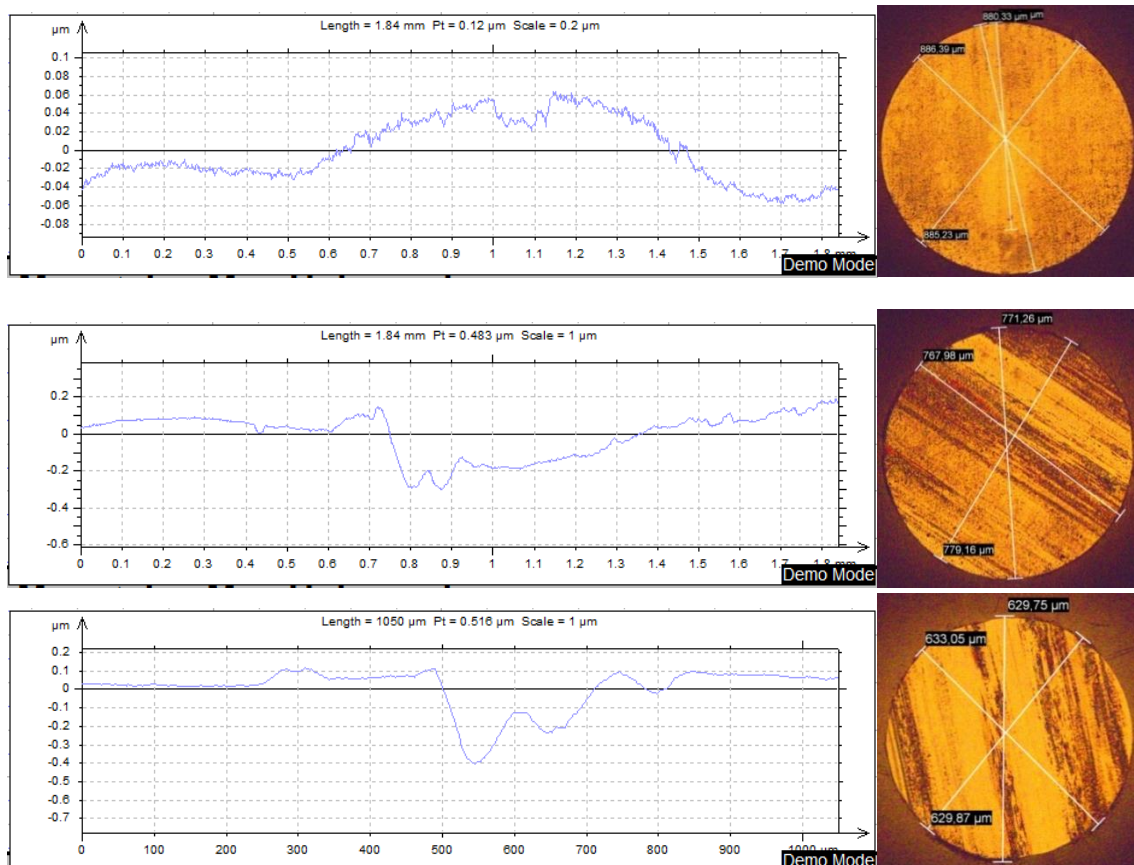 µm
Length = 1.84 mm Pt = 0.12 µm Scale = 0.2 µm
0.1
0.08
0.06
0.04
0.02
0
-0.02
-0.04
-0.06
-0.08
0 0.1 0.2 0.3 0.4 0.5 0.6 0.7 0.8 0.9 1 1.1 1.2 1.3 1.4 1.5 1.6 1.7
Demo Mode
880,33 µm
µm
886,39 µm
885,23 µm
µm
Length = 1.84 mm Pt = 0.483 µm Scale = 1 µm
0.2
0
-0.2
-0.4
-0.6
0 0.1 0.2 0.3 0.4 0.5 0.6 0.7 0.8 0.9 1 1.1 1.2 1.3 1.4 1.5 1.6 1.7
Demo Mode
771,26 µm
767,98 µm
779,16 µm
µm
Length = 1050 µm Pt = 0.516 µm Scale = 1 µm
0.2
0.1
0
-0.1
-0.2
-0.3
-0.4
-0.5
-0.6
-0.7
0 100 200 300 400 500 600 700 800 900 1000 µm
Demo Mode
629,75 µm
633,05 µm
629,87 µm